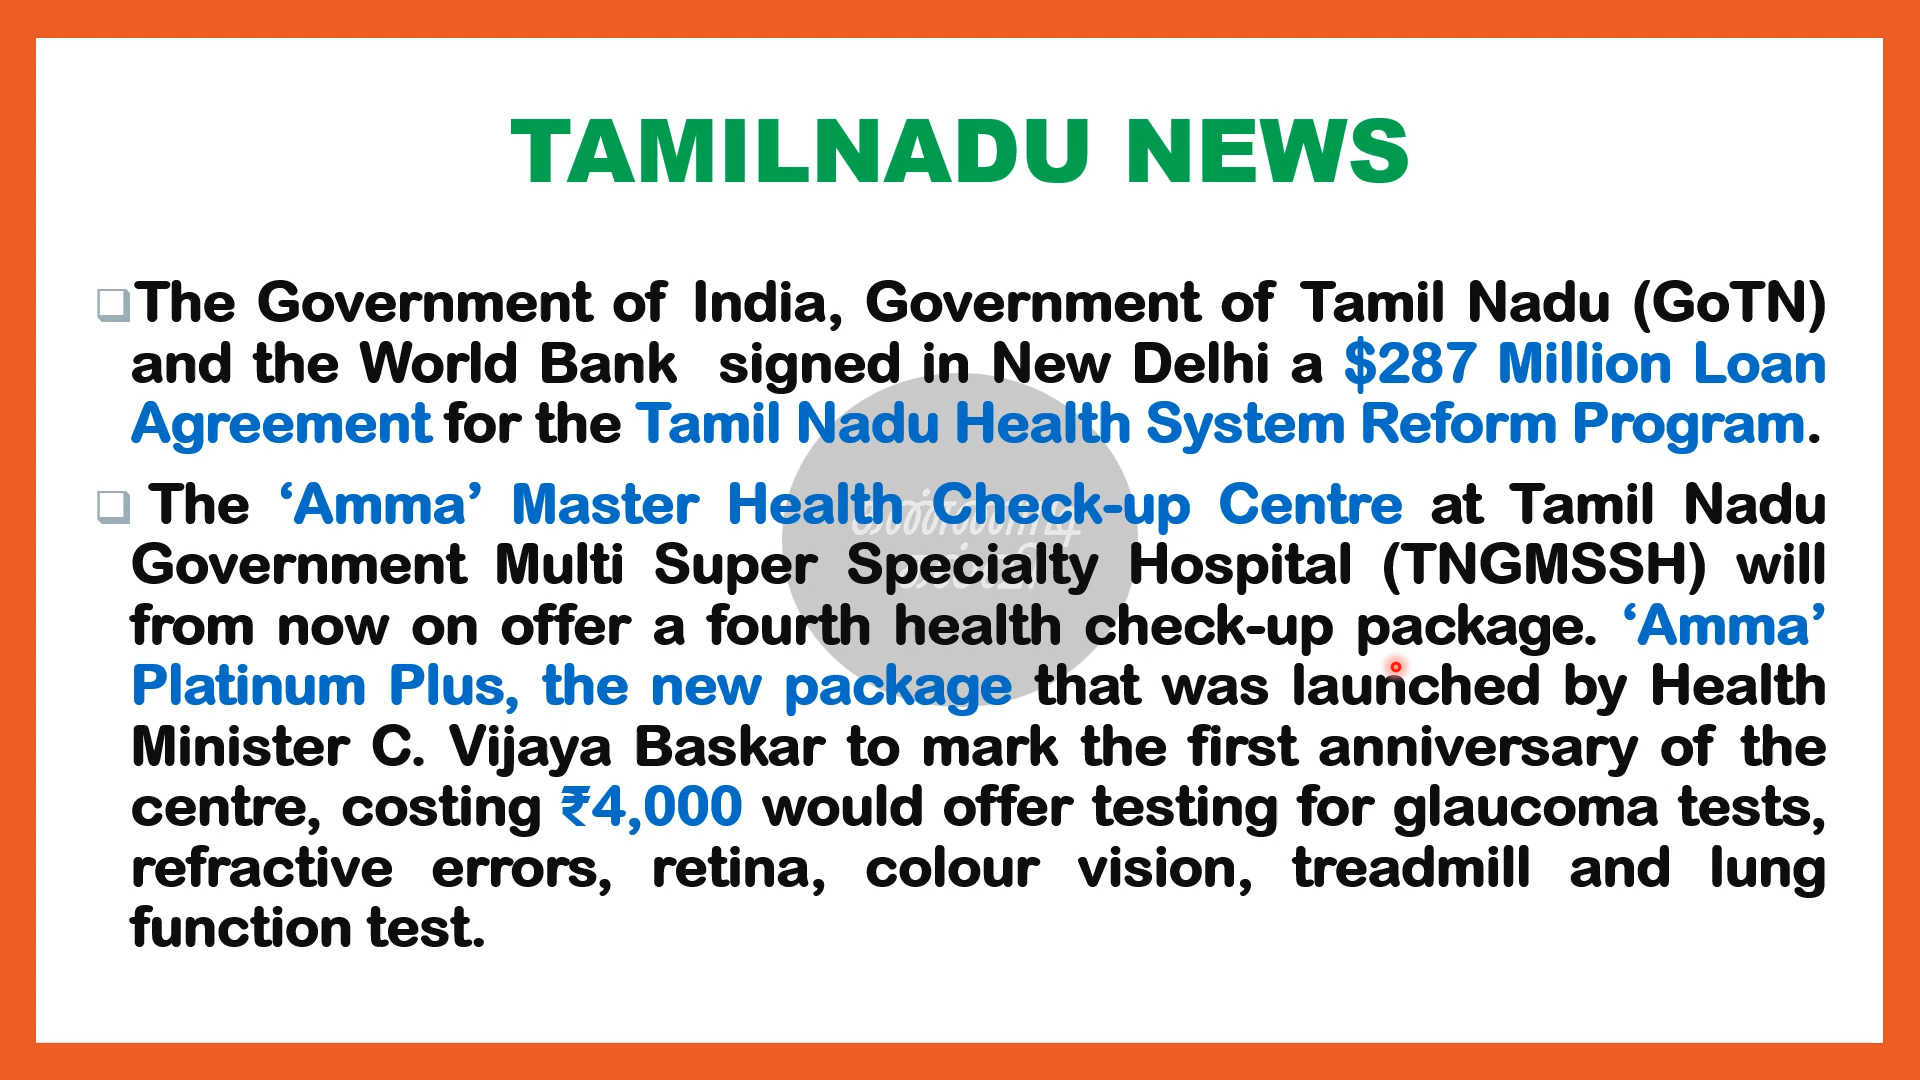 TAMILNADU NEWS
The Government of India, Government of Tamil Nadu (GoTN)
and the World Bank signed in New Delhi a $287 Million Loan
Agreement for the Tamil Nadu Health System Reform Program.
The ‘Amma’ Master Health Check-up Centre at Tamil Nadu
Government Multi Super Specialty Hospital (TNGMSSH) will
from now on offer a fourth health check-up package. ‘Amma’
Platinum Plus, the new package that was launched by Health
Minister C. Vijaya Baskar to mark the first anniversary of the
centre, costing ₹4,000 would offer testing for glaucoma tests,
refractive errors, retina, colour vision, treadmill and lung
function test.